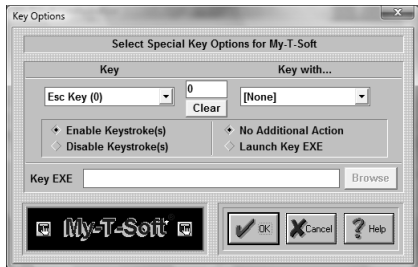 Key Options
Select Special Key Options for My-T-Soft
Key Key with...
Esc Key (0) 0 [None]
Clear
Enable Keystroke(s) No Additional Action
Disable Keystroke(s) Launch Key EXE
Key EXE Browse
My-T-Soft OK Cancel ? Help